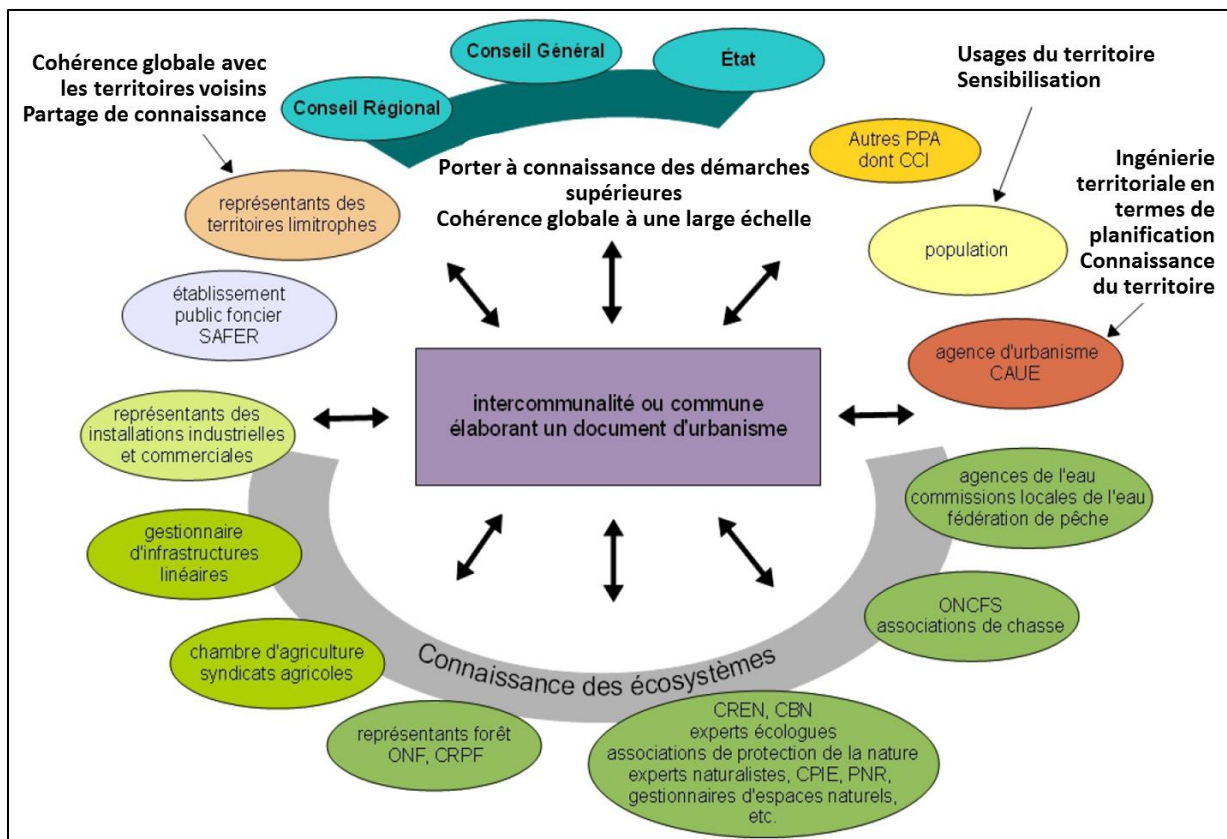 Conseil Général
État
Conseil Régional
Cohérence globale avec
les territoires voisins
Partage de connaissance
Usages du territoire
Sensibilisation
Autres PPA
dont CCI
Ingénierie
territoriale en
termes de
planification
Connaissance
du territoire
Porter à connaissance des démarches
supérieures
Cohérence globale à une large échelle
représentants des
territoires limitrophes
population
établissement
public foncier
SAFER
agence d'urbanisme
CAUE
intercommunalité ou commune
élaborant un document d'urbanisme
représentants des
installations industrielles
et commerciales
agences de l'eau
commissions locales de l'eau
fédération de pêche
gestionnaire
d'infrastructures
linéaires
ONCFS
associations de chasse
chambre d'agriculture
syndicats agricoles
Connaissance des écosystèmes
représentants forêt
ONF, CRPF
CREN, CBN
experts écologues
associations de protection de la nature
experts naturalistes, CPIE, PNR,
gestionnaires d'espaces naturels,
etc.